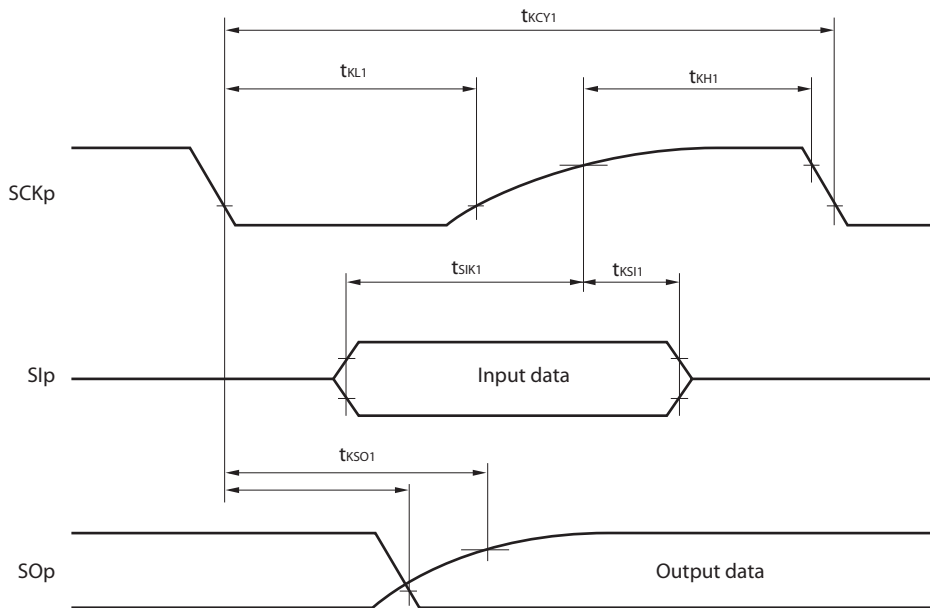 tKCY1
tKL1
tKH1
SCKp
tSIK1
tKSI1
SIp
Input data
tKSO1
SOp
Output data